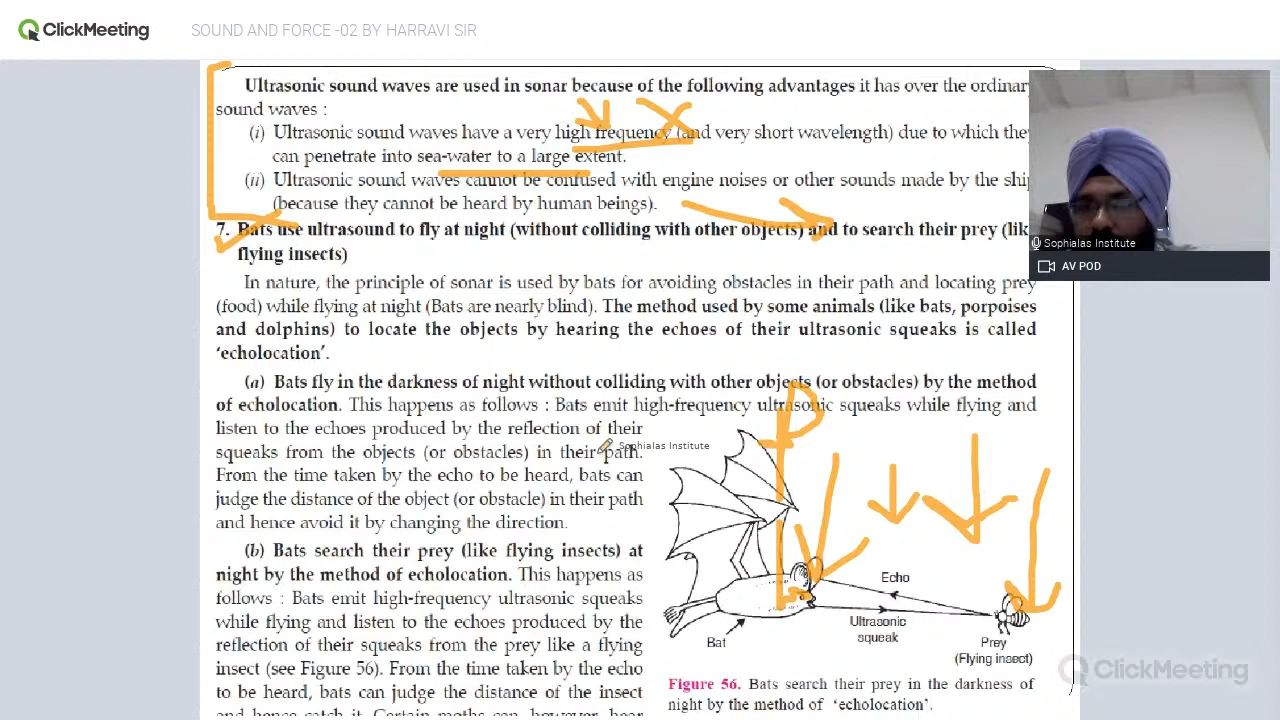 ClickMeeting
SOUND AND FORCE -02 BY HARRAVI SIR
Ultrasonic sound waves are used in sonar because of the following advantages it has over the ordinary
sound waves :
(i) Ultrasonic sound waves have a very high frequency (and very short wavelength) due to which they
can penetrate into sea-water to a large extent.
(ii) Ultrasonic sound waves cannot be confused with engine noises or other sounds made by the ship
(because they cannot be heard by human beings).
7. Bats use ultrasound to fly at night (without colliding with other objects) and to search their prey (lik
flying insects)
In nature, the principle of sonar is used by bats for avoiding obstacles in their path and locating prey
(food) while flying at night (Bats are nearly blind). The method used by some animals (like bats, porpoises
and dolphins) to locate the objects by hearing the echoes of their ultrasonic squeaks is called
‘echolocation’.
(a) Bats fly in the darkness of night without colliding with other objects (or obstacles) by the method
of echolocation. This happens as follows : Bats emit high-frequency ultrasonic squeaks while flying and
listen to the echoes produced by the reflection of their
squeaks from the objects (or obstacles) in their path.
From the time taken by the echo to be heard, bats can
judge the distance of the object (or obstacle) in their path
and hence avoid it by changing the direction.
(b) Bats search their prey (like flying insects) at
night by the method of echolocation. This happens as
follows : Bats emit high-frequency ultrasonic squeaks
while flying and listen to the echoes produced by the
reflection of their squeaks from the prey like a flying
insect (see Figure 56). From the time taken by the echo
to be heard, bats can judge the distance of the insect
and hence catch it. Certain moths can, however, hear
Sophialas Institute
Echo
Ultrasonic
squeak
Bat
Prey
(Flying insect)
Figure 56. Bats search their prey in the darkness of
night by the method of ‘echolocation’.
Sophialas Institute
AV POD
ClickMeeting